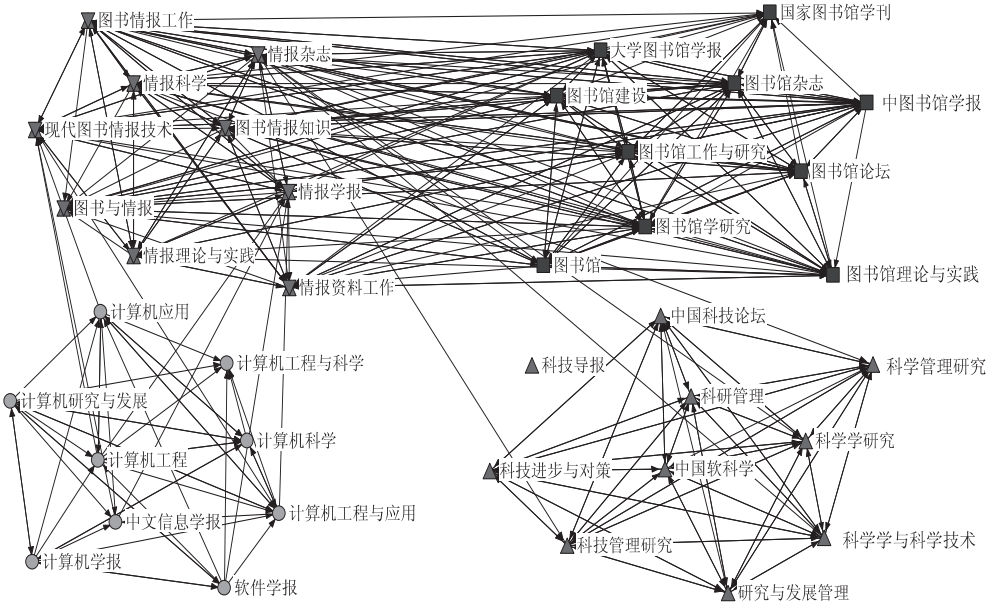 国家图书馆学刊
图书情报工作
大学图书馆学报
情报杂志
情报科学
图书馆杂志
图书馆建设
中图书馆学报
现代图书情报技术
图书情报知识
图书馆工作与研究
图书馆论坛
情报学报
图书与情报
图书馆学研究
情报理论与实践
图书馆
图书馆理论与实践
情报资料工作
计算机应用
中国科技论坛
计算机工程与科学
科技导报
科学管理研究
科研管理
计算机研究与发展
计算机科学
科学学研究
计算机工程
科技进步与对策
中国软科学
计算机工程与应用
中文信息学报
科学学与科学技术
科技管理研究
计算机学报
软件学报
研究与发展管理